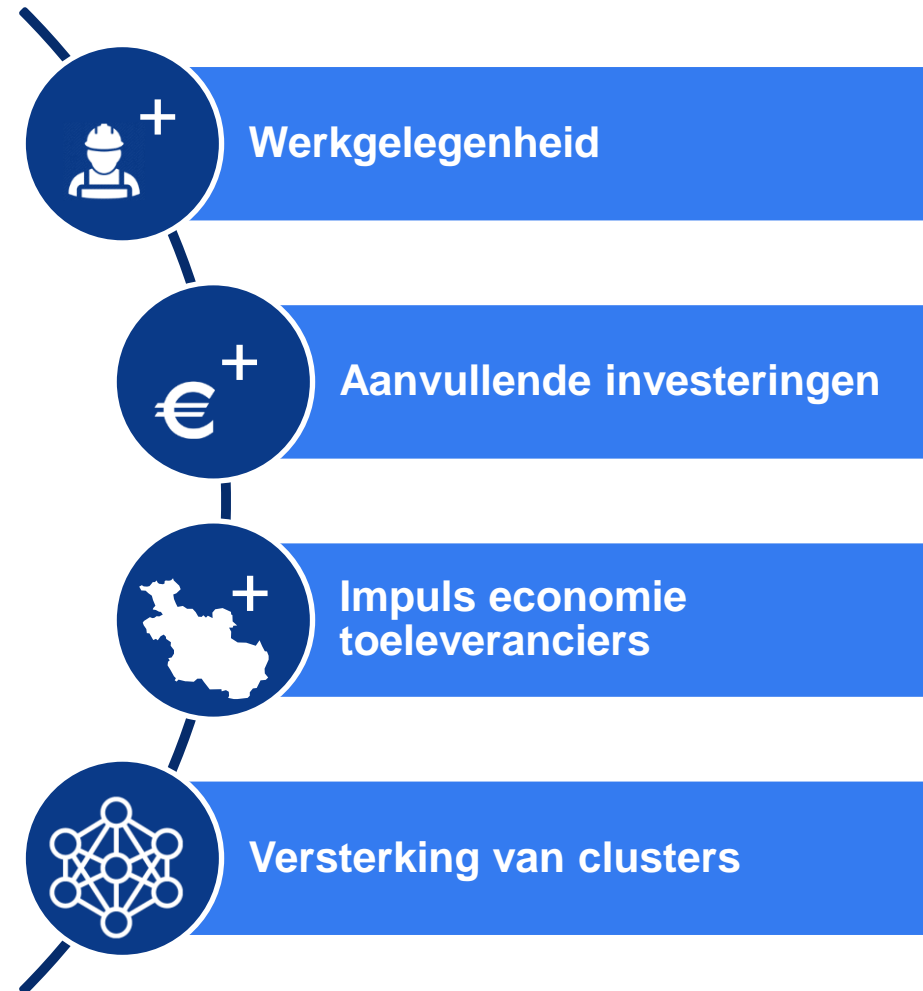 Werkgelegenheid
Aanvullende investeringen
Impuls economie
toeleveranciers
Versterking van clusters